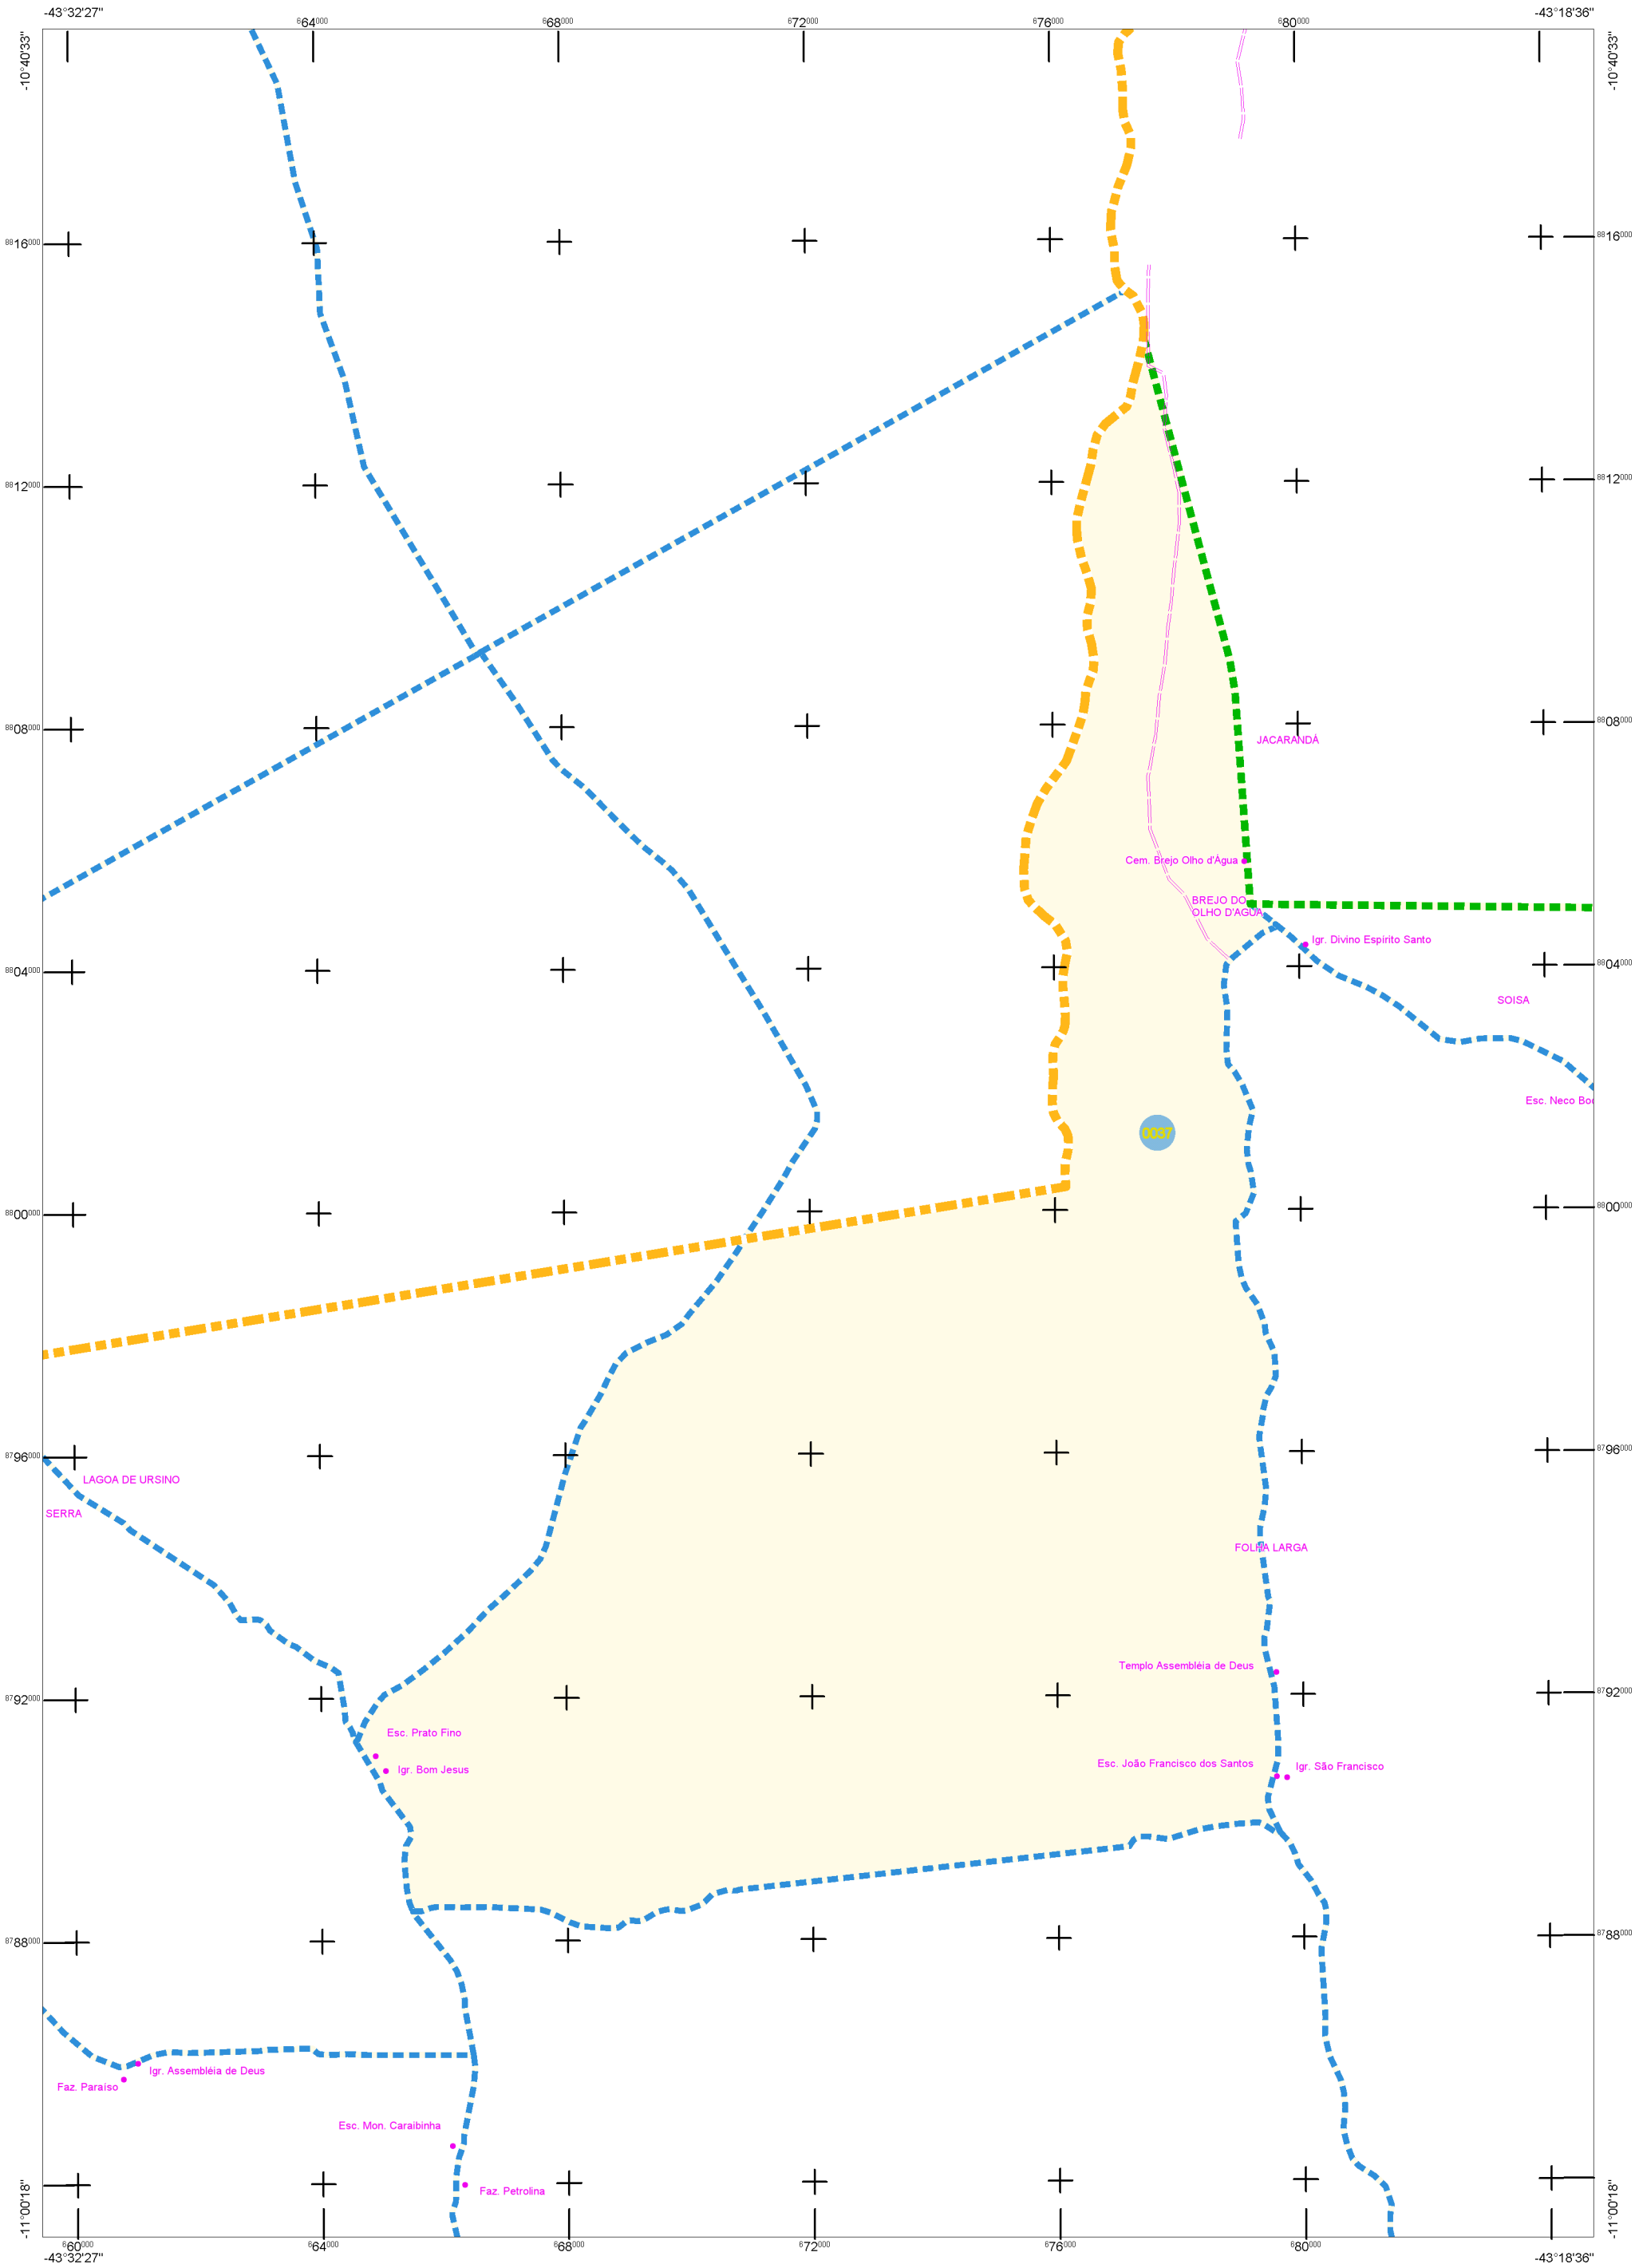 -43°32'27"
-43°18'36"
664000
668000
672000
676000
680000
-10°40'33"
-10°40'33"
8816000
8816000
8812000
8812000
8808000
8808000
JACARANDÁ
Cem. Brejo Olho d'Água
BREJO DO
OLHO D'AGUA
Igr. Divino Espírito Santo
8804000
8804000
SOISA
Esc. Neco Bo
0037
8800000
8800000
8796000
8796000
LAGOA DE URSINO
SERRA
FOLHA LARGA
Templo Assembléia de Deus
8792000
8792000
Esc. Prato Fino
Igr. Bom Jesus
Esc. João Francisco dos Santos
Igr. São Francisco
8788000
8788000
Igr. Assembléia de Deus
Faz. Paraíso
Esc. Mon. Caraibinha
Faz. Petrolina
-11°00'18"
-11°00'18"
660000
664000
668000
672000
676000
680000
-43°32'27"
-43°18'36"